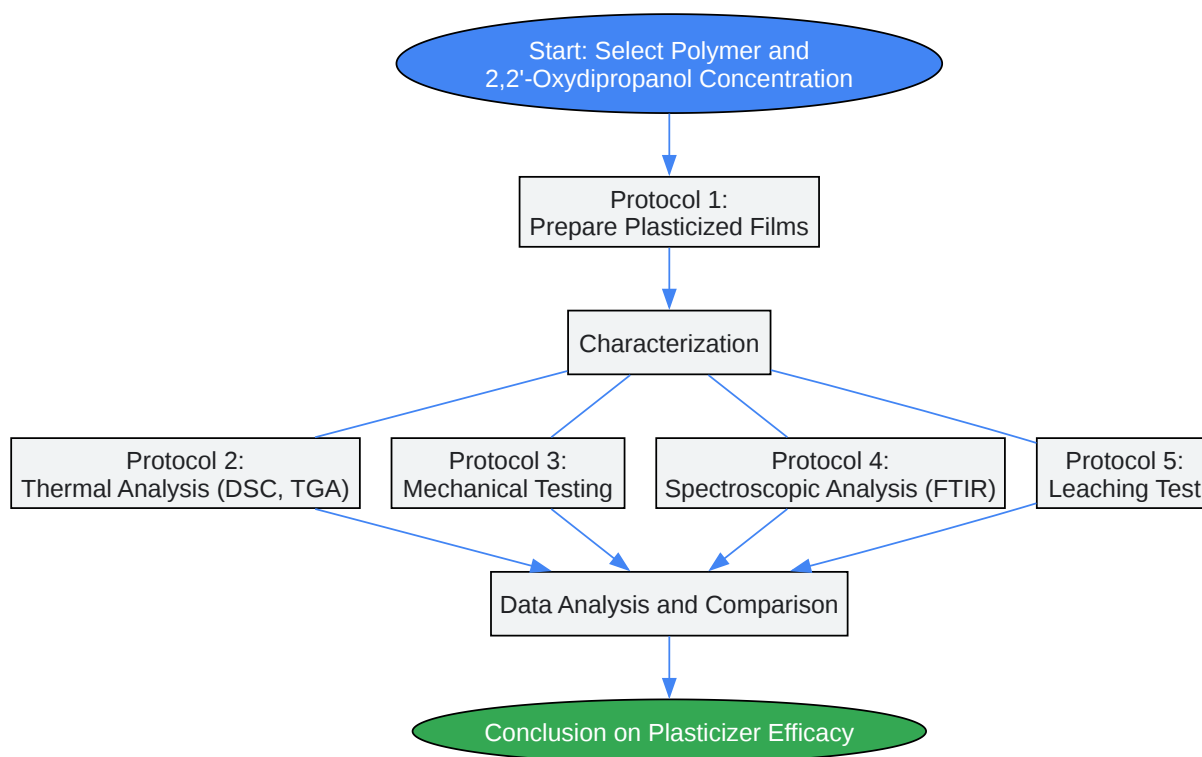 Start: Select Polymer and
2,2'-Oxydipropanol Concentration
Protocol 1:
Prepare Plasticized Films
Characterization
Protocol 2:
Thermal Analysis (DSC, TGA)
Protocol 3:
Mechanical Testing
Protocol 4:
Spectroscopic Analysis (FTIR)
Protocol 5:
Leaching Test
Data Analysis and Comparison
Conclusion on Plasticizer Efficacy